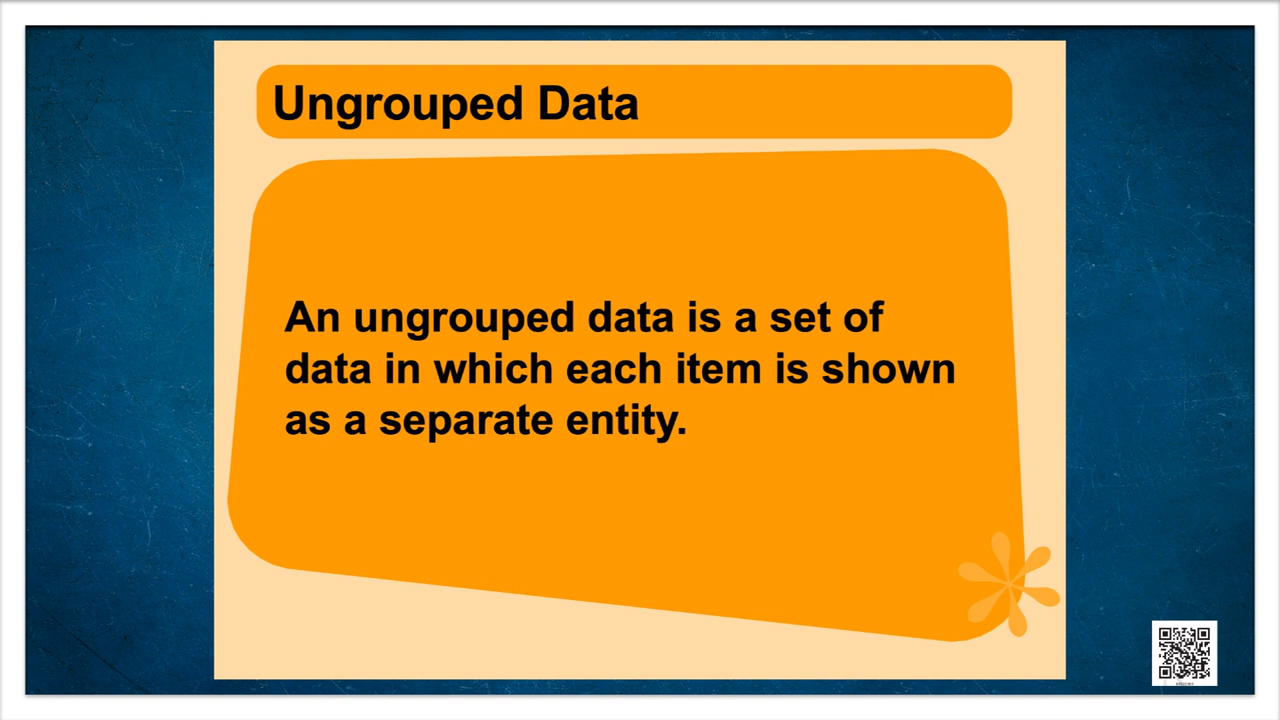 Ungrouped Data
An ungrouped data is a set of
data in which each item is shown
as a separate entity.